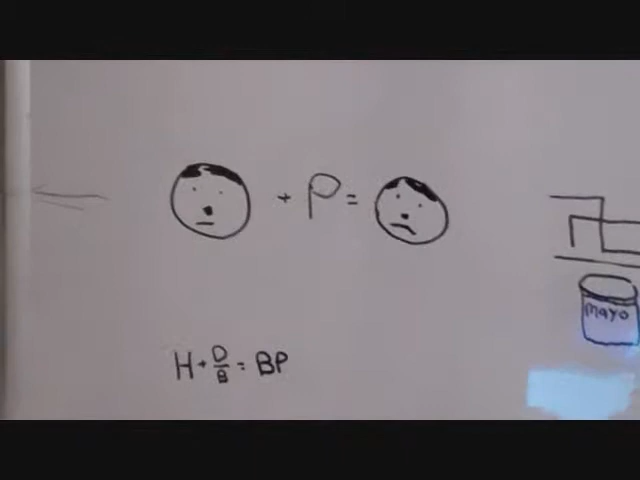 + P =
mayo
H + D/B = BP